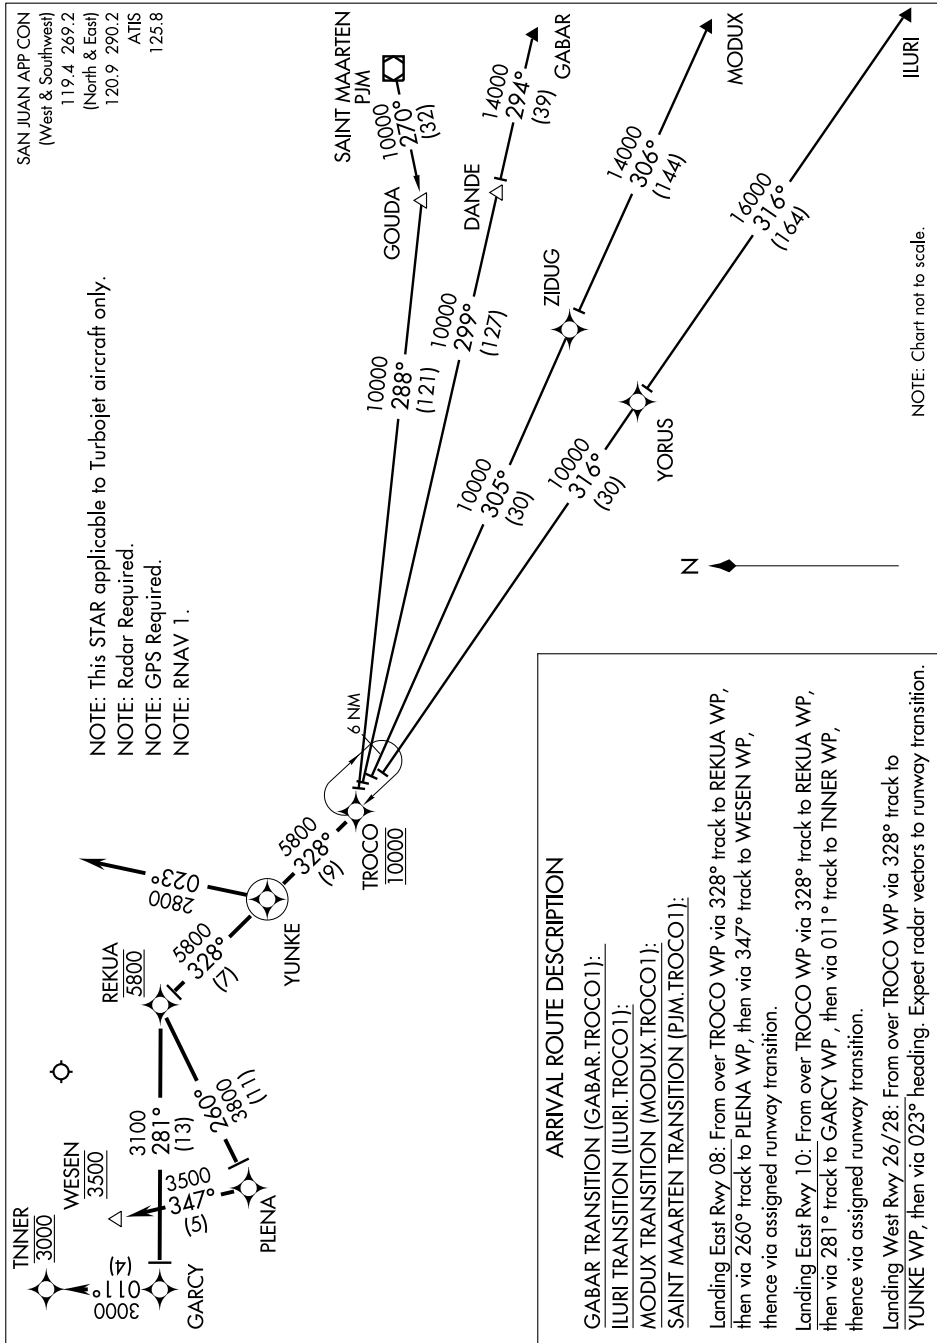 SAN JUAN APP CON
(West & Southwest)
119.4 269.2
(North & East)
120.9 290.2
ATIS
125.8
NOTE: This STAR applicable to Turbojet aircraft only.
NOTE: Radar Required.
NOTE: GPS Required.
NOTE: RNAV 1.
TNNER
3000
WESEN
3500
REKUA
5800
2800
023°
SAINT MAARTEN
PJM
10000
270°
(32)
GOUDA
14000
294°
(39)
GABAR
DANDE
14000
306°
(144)
MODUX
ZIDUG
16000
316°
(164)
ILURI
YORUS
10000
288°
(121)
10000
299°
(127)
10000
305°
(30)
10000
316°
(30)
6 NM
TROCO
10000
5800
328°
(9)
YUNKE
5800
328°
(7)
3100
281°
(13)
260°
3800
(11)
3500
347°
(5)
PLENA
(4)
011°
3000
GARCY
N
NOTE: Chart not to scale.
ARRIVAL ROUTE DESCRIPTION
GABAR TRANSITION (GABAR.TROCO1):
ILURI TRANSITION (ILURI.TROCO1):
MODUX TRANSITION (MODUX.TROCO1):
SAINT MAARTEN TRANSITION (PJM.TROCO1):
Landing East Rwy 08: From over TROCO WP via 328° track to REKUA WP,
then via 260° track to PLENA WP, then via 347° track to WESEN WP,
thence via assigned runway transition.
Landing East Rwy 10: From over TROCO WP via 328° track to REKUA WP,
then via 281° track to GARCY WP , then via 011° track to TNNER WP,
thence via assigned runway transition.
Landing West Rwy 26/28: From over TROCO WP via 328° track to
YUNKE WP, then via 023° heading. Expect radar vectors to runway transition.